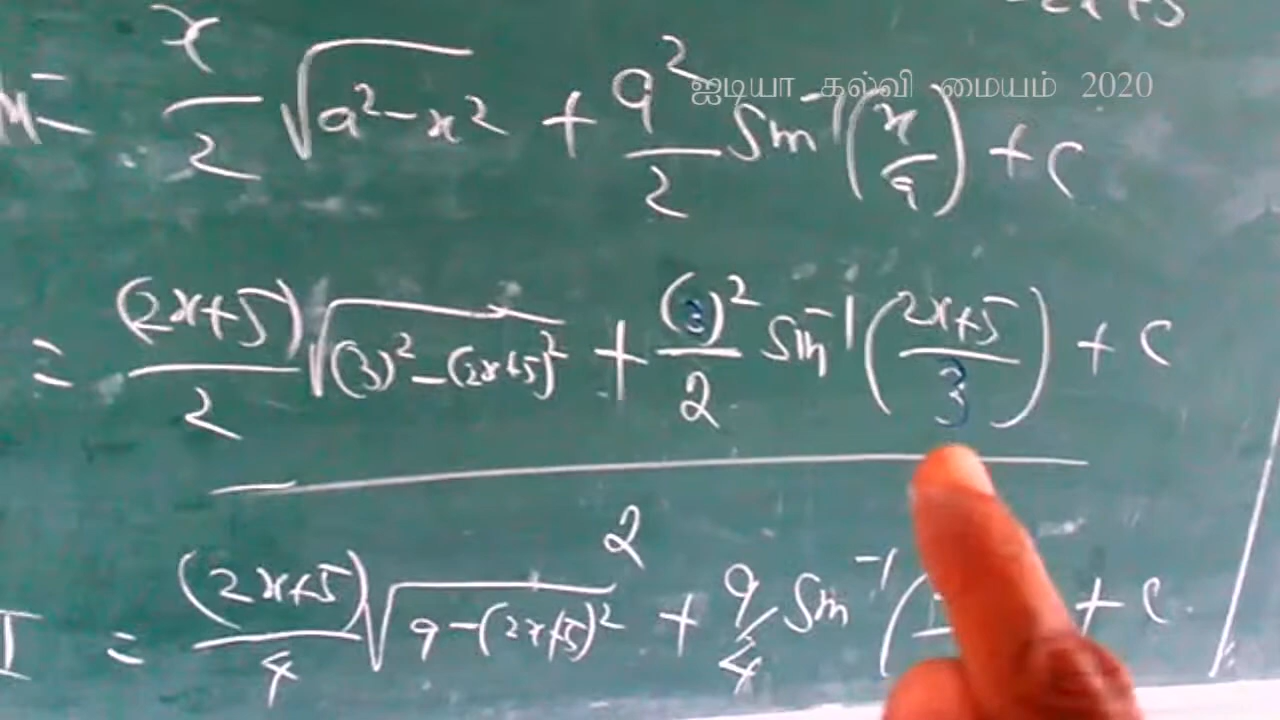 ஐடியா கல்வி மையம் 2020
= x/2 √(a²-x²) + a²/2 Sin⁻¹(x/a) + c
= (2x+5)/2 √((3)²-(2x+5)²) + (3)²/2 Sin⁻¹((2x+5)/3) + c
2
I = (2x+5)/4 √(9-(2x+5)²) + 9/4 Sin⁻¹( + c